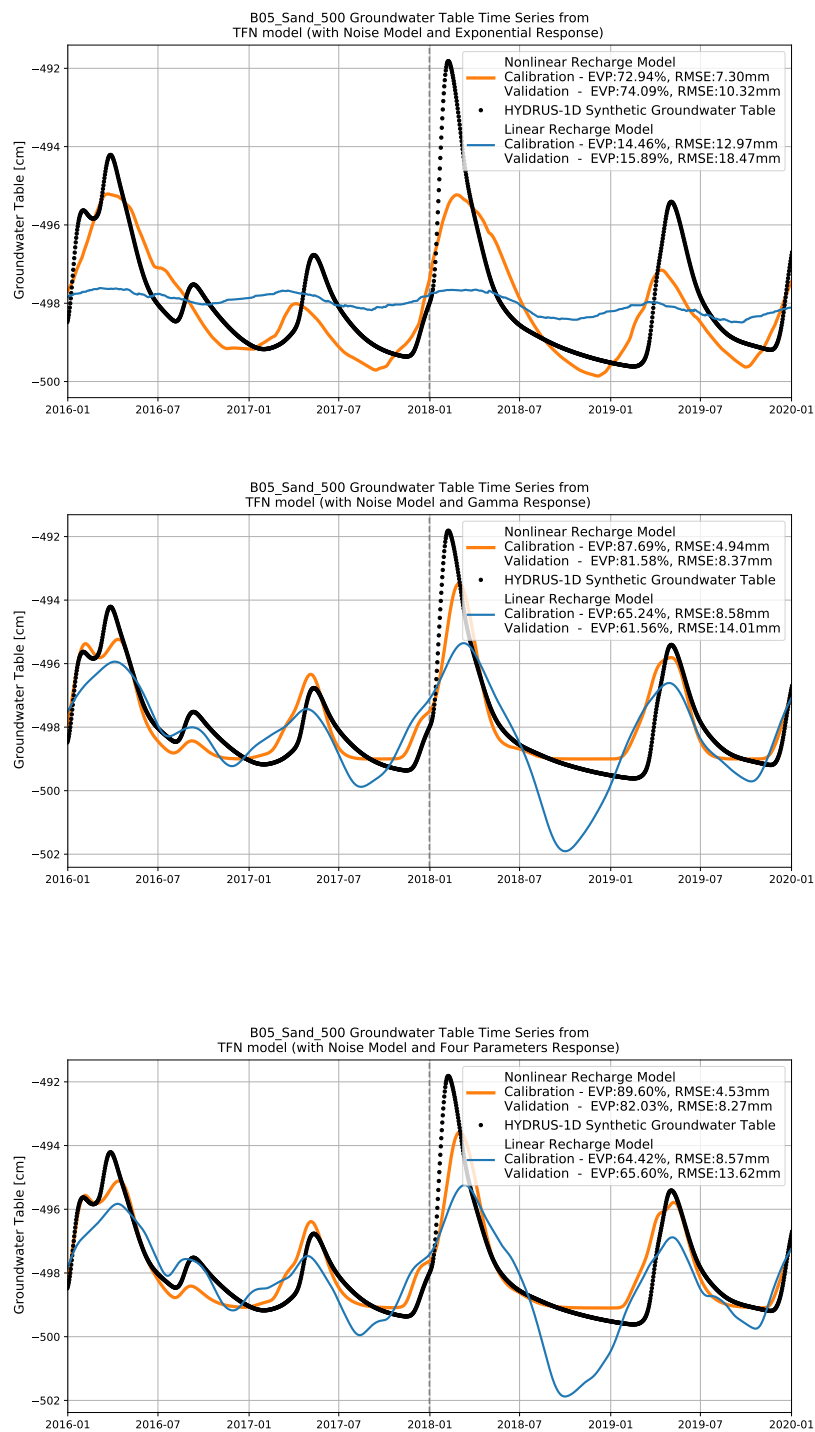 B05_Sand_500 Groundwater Table Time Series from
TFN model (with Noise Model and Exponential Response)
Groundwater Table [cm]
−492
−494
−496
−498
−500
Nonlinear Recharge Model
Calibration - EVP:72.94%, RMSE:7.30mm
Validation  -  EVP:74.09%, RMSE:10.32mm
HYDRUS-1D Synthetic Groundwater Table
Linear Recharge Model
Calibration - EVP:14.46%, RMSE:12.97mm
Validation  -  EVP:15.89%, RMSE:18.47mm
2016-01 2016-07 2017-01 2017-07 2018-01 2018-07 2019-01 2019-07 2020-01
B05_Sand_500 Groundwater Table Time Series from
TFN model (with Noise Model and Gamma Response)
Groundwater Table [cm]
−492
−494
−496
−498
−500
−502
Nonlinear Recharge Model
Calibration - EVP:87.69%, RMSE:4.94mm
Validation  -  EVP:81.58%, RMSE:8.37mm
HYDRUS-1D Synthetic Groundwater Table
Linear Recharge Model
Calibration - EVP:65.24%, RMSE:8.58mm
Validation  -  EVP:61.56%, RMSE:14.01mm
2016-01 2016-07 2017-01 2017-07 2018-01 2018-07 2019-01 2019-07 2020-01
B05_Sand_500 Groundwater Table Time Series from
TFN model (with Noise Model and Four Parameters Response)
Groundwater Table [cm]
−492
−494
−496
−498
−500
−502
Nonlinear Recharge Model
Calibration - EVP:89.60%, RMSE:4.53mm
Validation  -  EVP:82.03%, RMSE:8.27mm
HYDRUS-1D Synthetic Groundwater Table
Linear Recharge Model
Calibration - EVP:64.42%, RMSE:8.57mm
Validation  -  EVP:65.60%, RMSE:13.62mm
2016-01 2016-07 2017-01 2017-07 2018-01 2018-07 2019-01 2019-07 2020-01